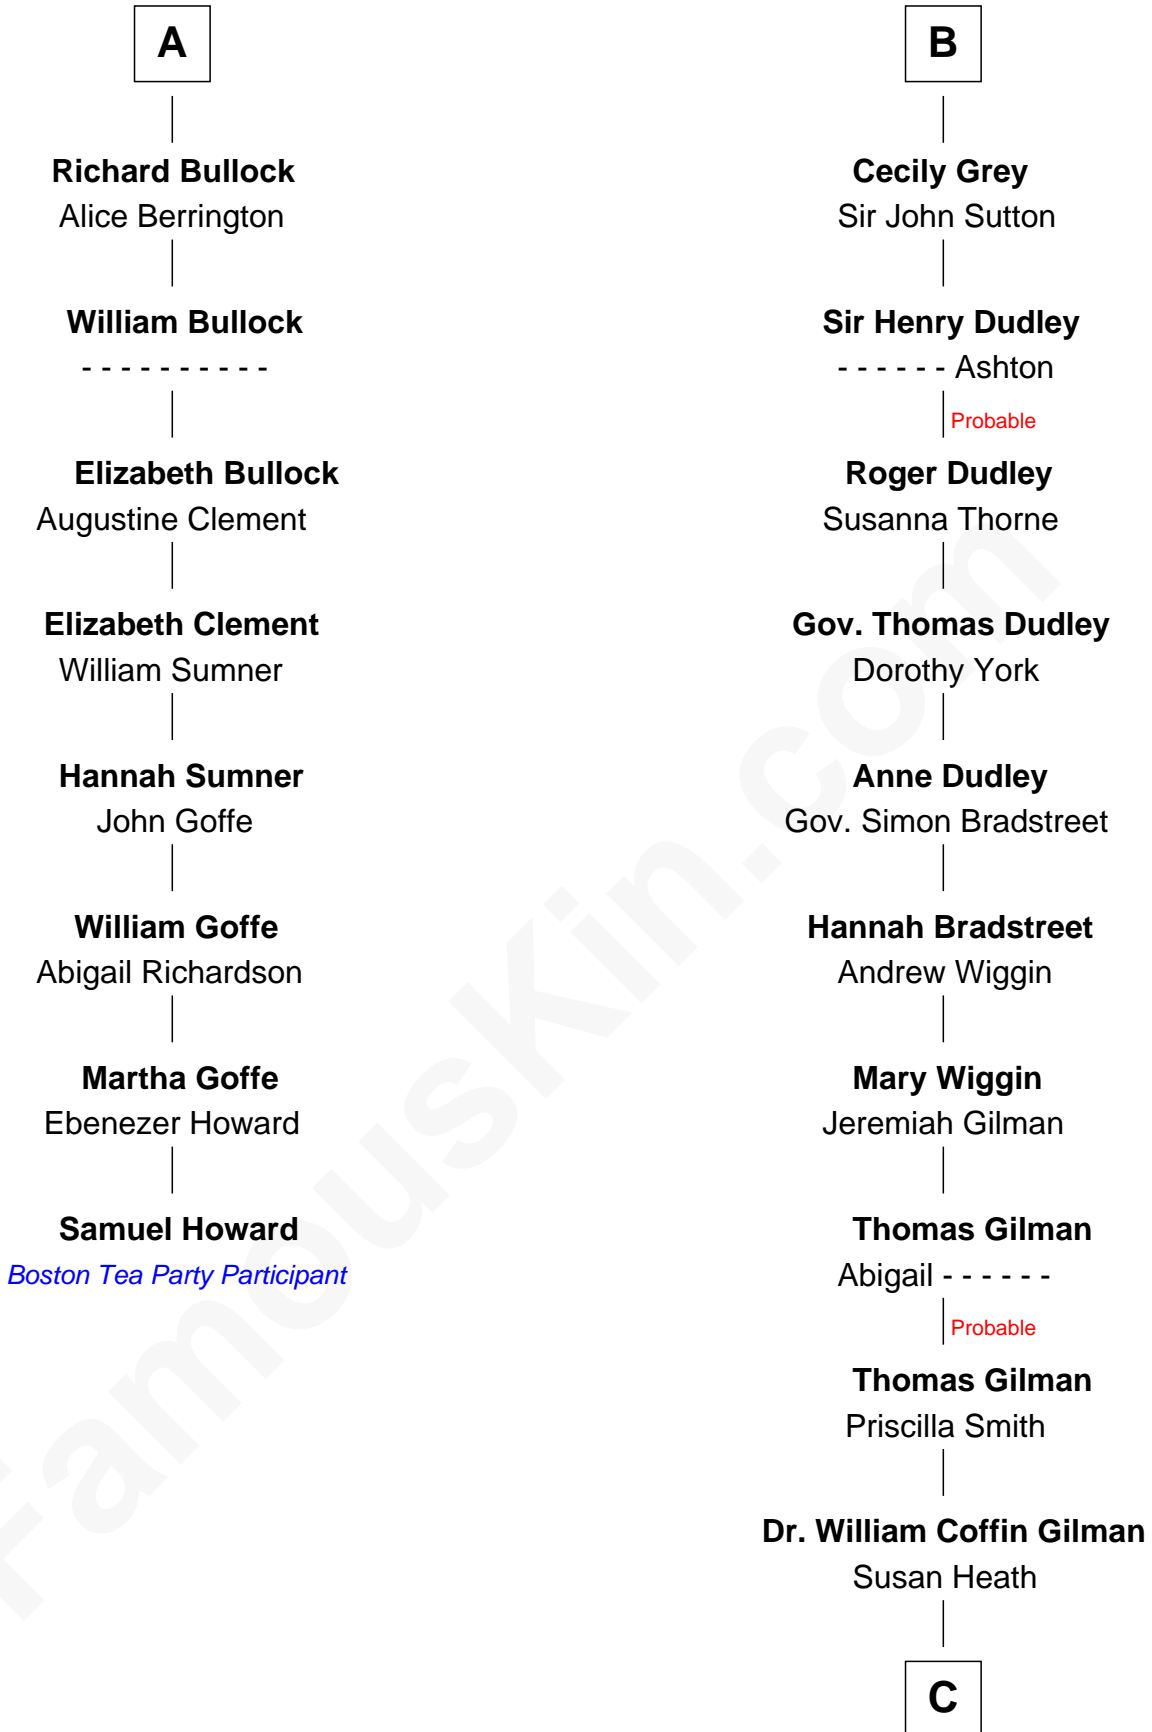 A
Richard Bullock
Alice Berrington
William Bullock
- - - - - - - - - -
Elizabeth Bullock
Augustine Clement
Elizabeth Clement
William Sumner
Hannah Sumner
John Goffe
William Goffe
Abigail Richardson
Martha Goffe
Ebenezer Howard
Samuel Howard
Boston Tea Party Participant
B
Cecily Grey
Sir John Sutton
Sir Henry Dudley
- - - - - - Ashton
Probable
Roger Dudley
Susanna Thorne
Gov. Thomas Dudley
Dorothy York
Anne Dudley
Gov. Simon Bradstreet
Hannah Bradstreet
Andrew Wiggin
Mary Wiggin
Jeremiah Gilman
Thomas Gilman
Abigail - - - - - -
Probable
Thomas Gilman
Priscilla Smith
Dr. William Coffin Gilman
Susan Heath
C
FamousKin.com